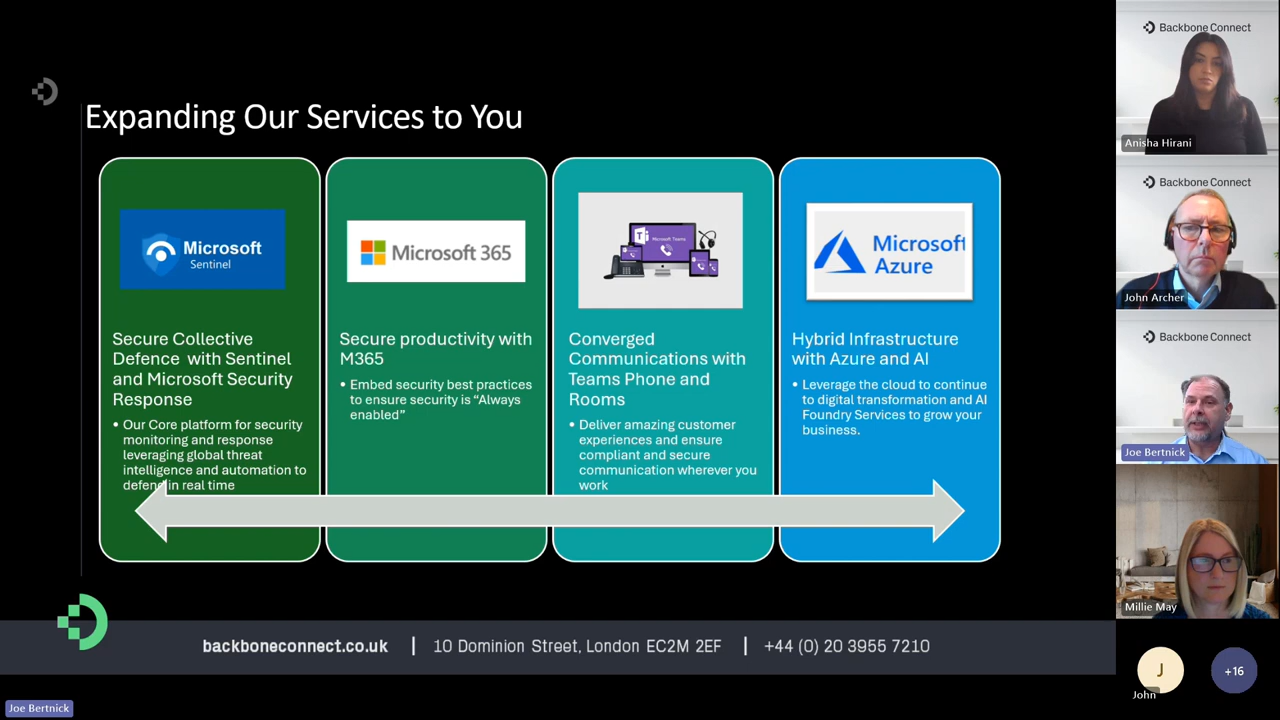 Expanding Our Services to You
Microsoft
Sentinel
Secure Collective
Defence with Sentinel
and Microsoft Security
Response
• Our Core platform for security
monitoring and response
leveraging global threat
intelligence and automation to
defend in real time
Microsoft 365
Secure productivity with
M365
• Embed security best practices
to ensure security is “Always
enabled”
Microsoft Teams
Converged
Communications with
Teams Phone and
Rooms
• Deliver amazing customer
experiences and ensure
compliant and secure
communication wherever you
work
Microsoft
Azure
Hybrid Infrastructure
with Azure and AI
• Leverage the cloud to continue
to digital transformation and AI
Foundry Services to grow your
business.
backboneconnect.co.uk | 10 Dominion Street, London EC2M 2EF | +44 (0) 20 3955 7210
Joe Bertnick
Backbone Connect
Anisha Hirani
Backbone Connect
John Archer
Backbone Connect
Joe Bertnick
Millie May
J
John
+16